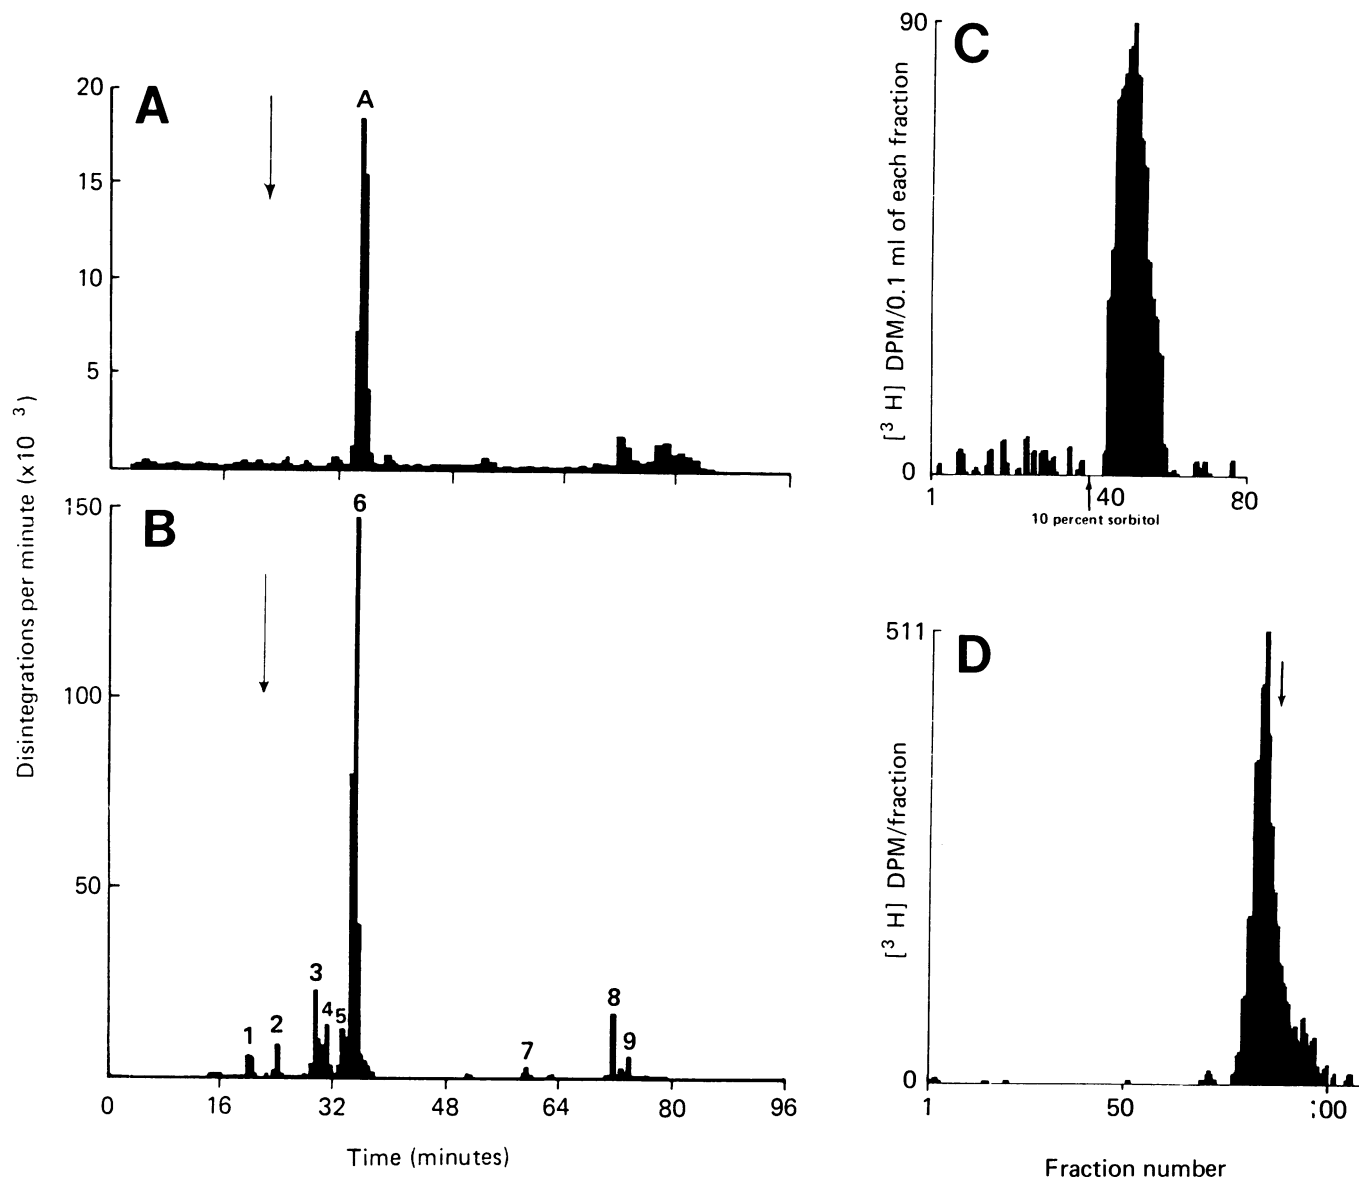 A
20
15
10
5
A
B
150
100
50
6
1
2
3
4
5
7
8
9
0 16 32 48 64 80 96
Time (minutes)
Disintegrations per minute (x 10 3)
C
90
0
1 40 80
10 percent sorbitol
[3 H] DPM/0.1 ml of each fraction
D
511
0
1 50 :00
[3 H] DPM/fraction
Fraction number